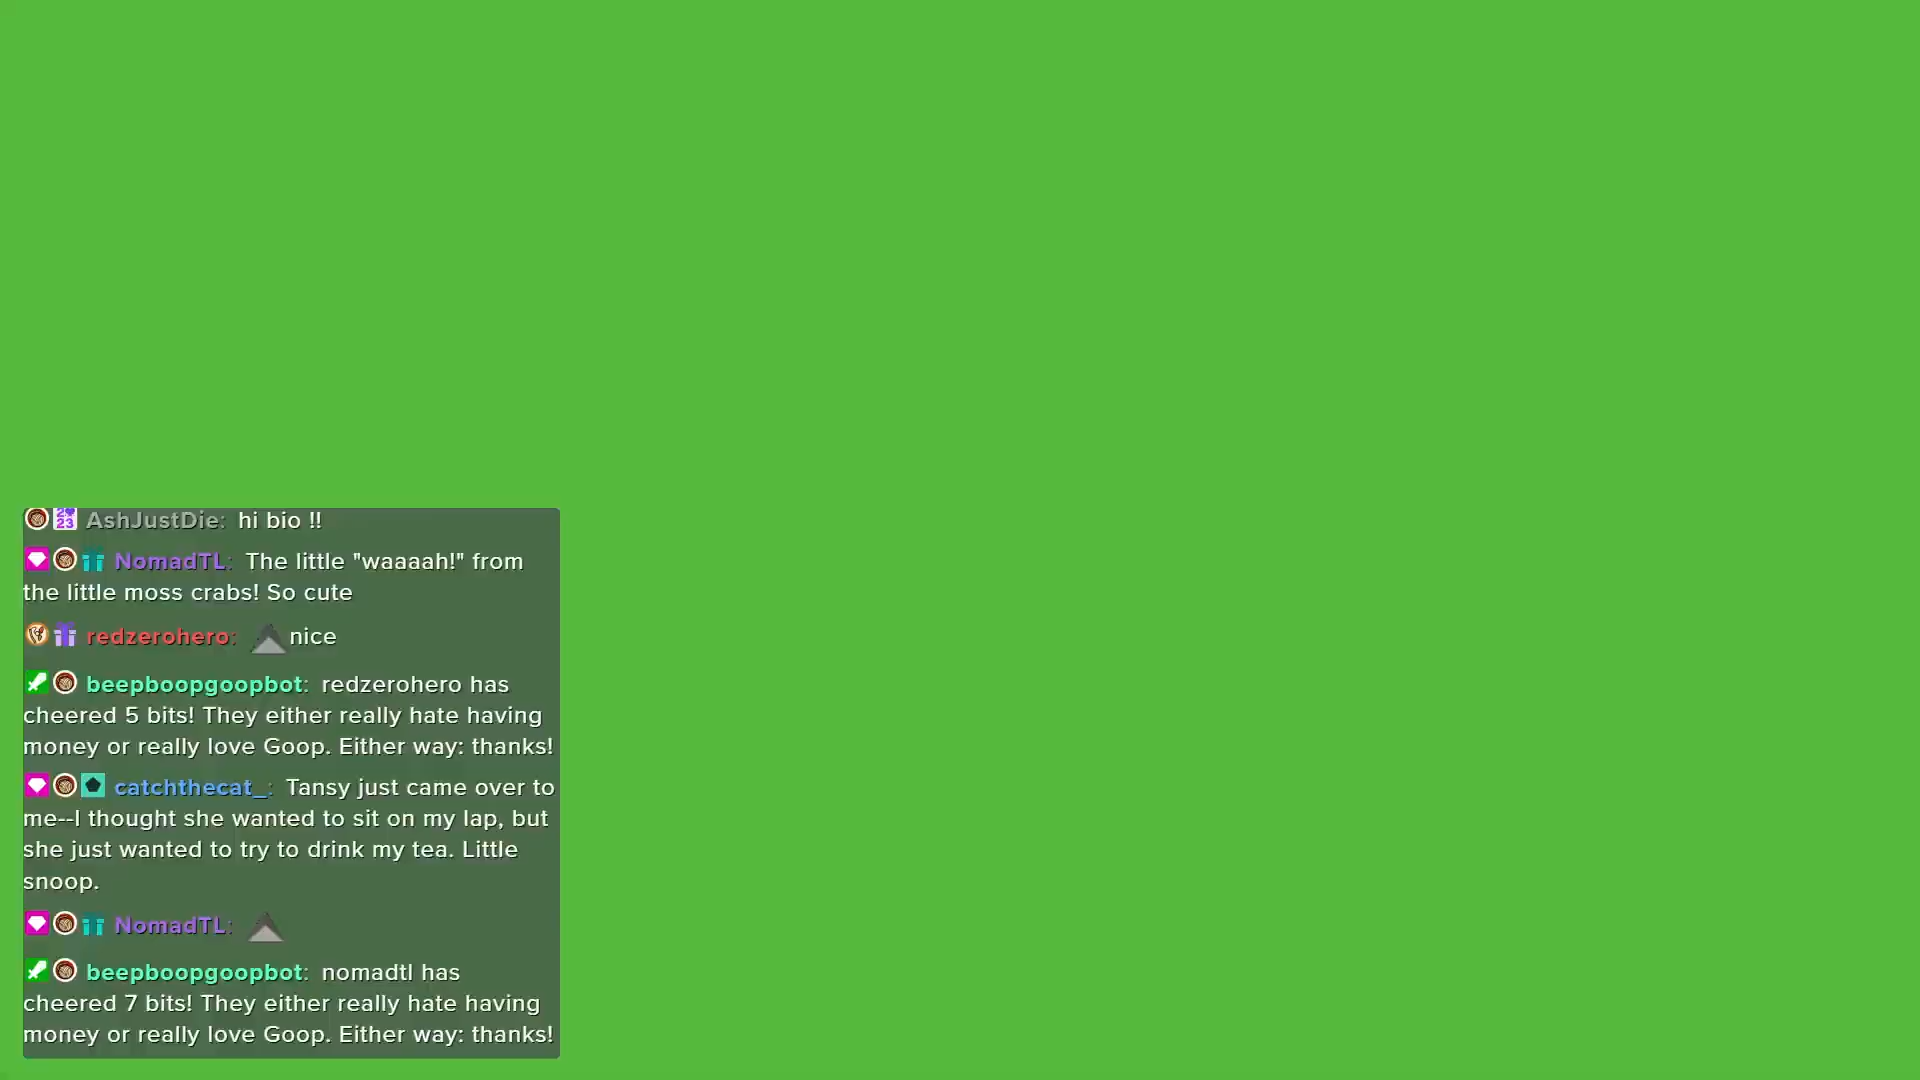 AshJustDie: hi bio !!
NomadTL: The little "waaaah!" from
the little moss crabs! So cute
redzerohero: nice
beepboopgoopbot: redzerohero has
cheered 5 bits! They either really hate having
money or really love Goop. Either way: thanks!
catchthecat_: Tansy just came over to
me--I thought she wanted to sit on my lap, but
she just wanted to try to drink my tea. Little
snoop.
NomadTL:
beepboopgoopbot: nomadtl has
cheered 7 bits! They either really hate having
money or really love Goop. Either way: thanks!